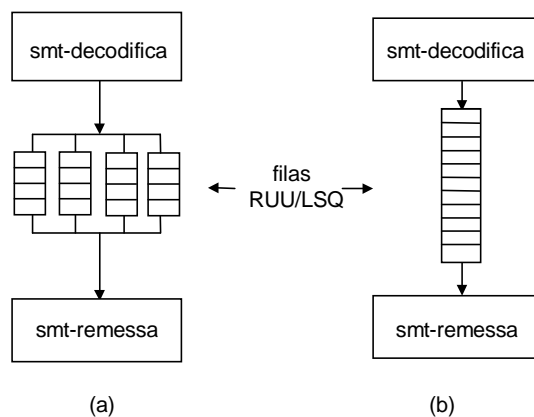 smt-decodifica
smt-decodifica
filas
RUU/LSQ
smt-remessa
smt-remessa
(a)
(b)